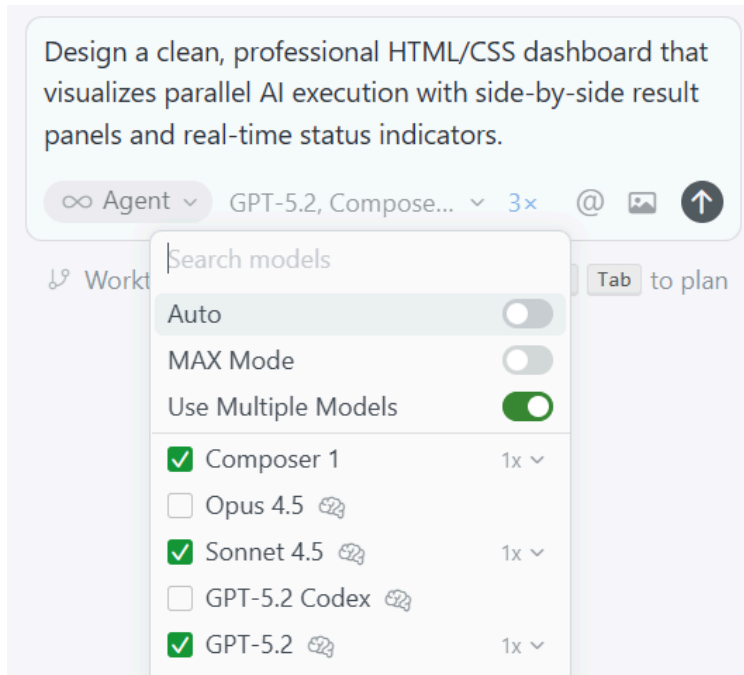 Design a clean, professional HTML/CSS dashboard that
visualizes parallel AI execution with side-by-side result
panels and real-time status indicators.
∞ Agent GPT-5.2, Compose... 3× @
Search models
Workt Tab to plan
Auto
MAX Mode
Use Multiple Models
Composer 1 1x
Opus 4.5
Sonnet 4.5 1x
GPT-5.2 Codex
GPT-5.2 1x